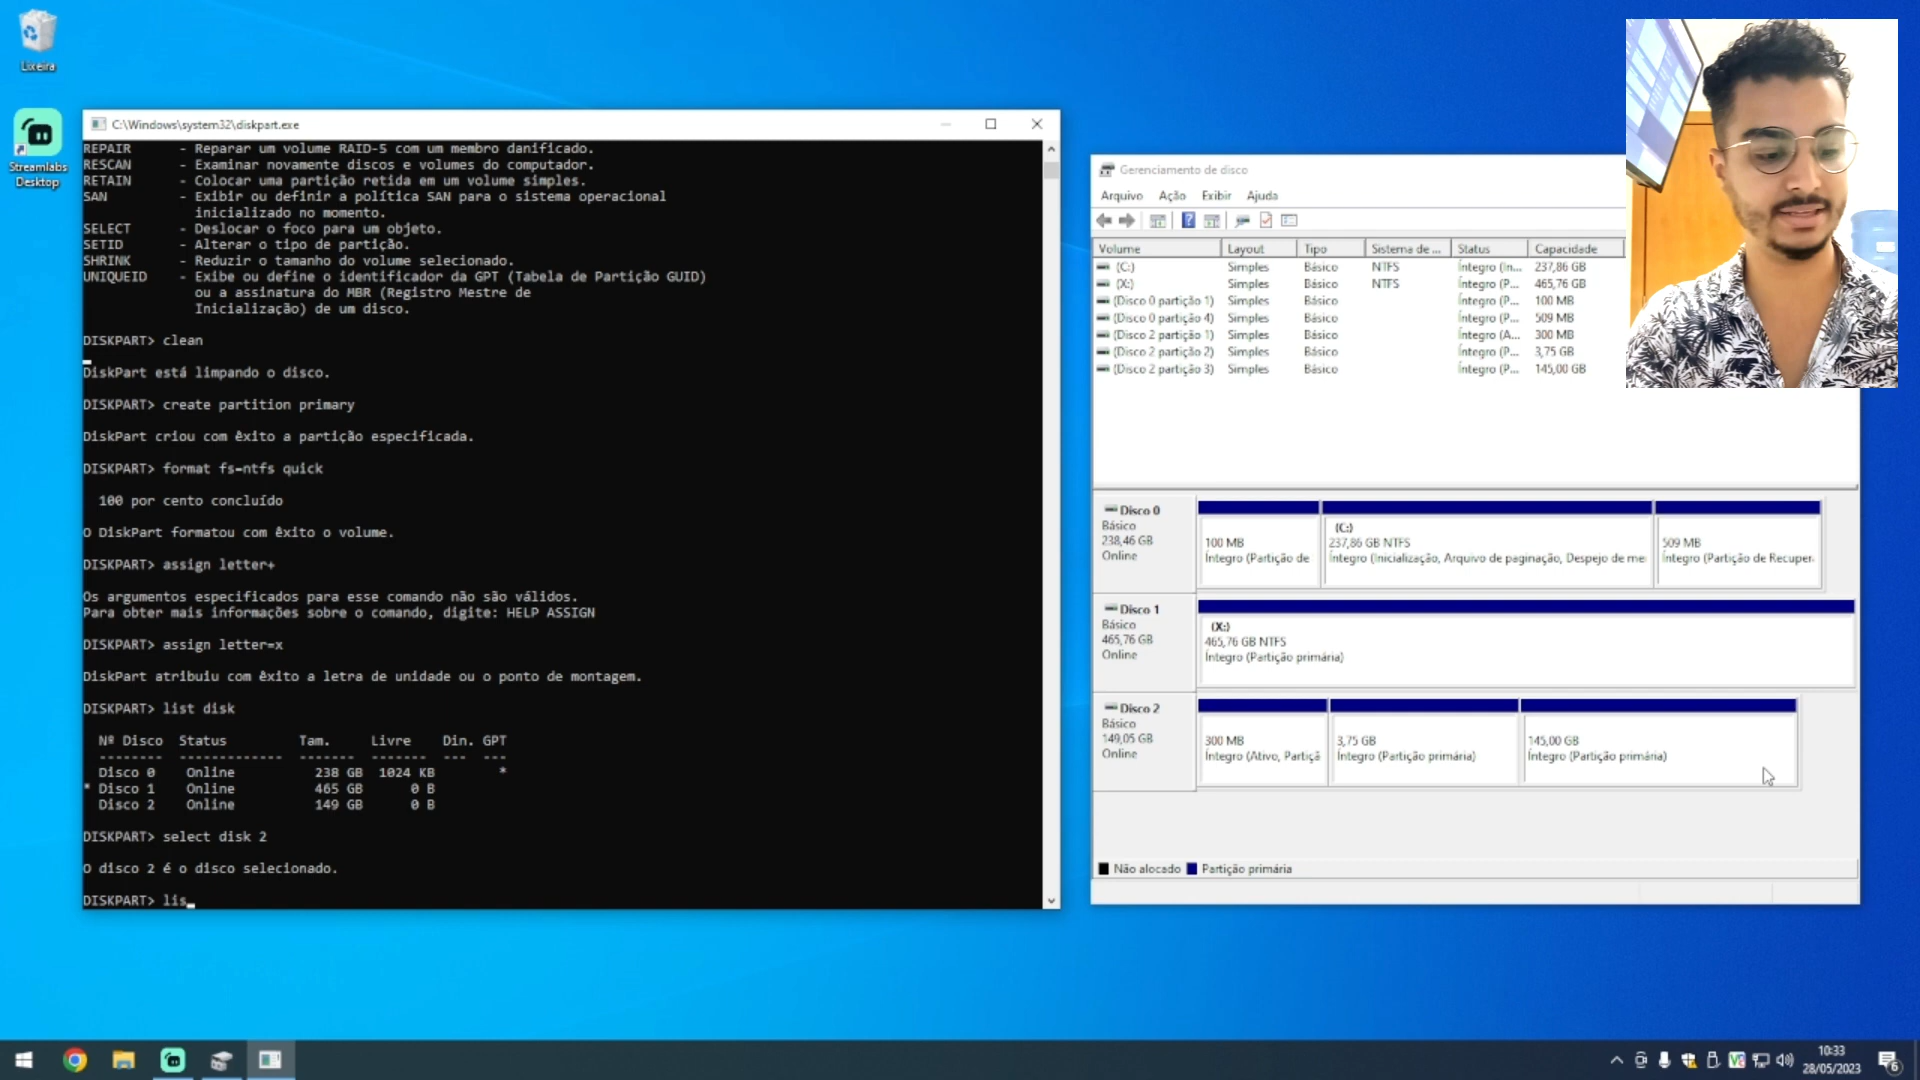 Lixeira
Streamlabs
Desktop
C:\Windows\system32\diskpart.exe
REPAIR - Reparar um volume RAID-5 com um membro danificado.
RESCAN - Examinar novamente discos e volumes do computador.
RETAIN - Colocar uma partição retida em um volume simples.
SAN - Exibir ou definir a política SAN para o sistema operacional
inicializado no momento.
SELECT - Deslocar o foco para um objeto.
SETID - Alterar o tipo de partição.
SHRINK - Reduzir o tamanho do volume selecionado.
UNIQUEID - Exibe ou define o identificador da GPT (Tabela de Partição GUID)
ou a assinatura do MBR (Registro Mestre de
Inicialização) de um disco.
DISKPART> clean
DiskPart está limpando o disco.
DISKPART> create partition primary
DiskPart criou com êxito a partição especificada.
DISKPART> format fs=ntfs quick
100 por cento concluído
O DiskPart formatou com êxito o volume.
DISKPART> assign letter+
Os argumentos especificados para esse comando não são válidos.
Para obter mais informações sobre o comando, digite: HELP ASSIGN
DISKPART> assign letter=x
DiskPart atribuiu com êxito a letra de unidade ou o ponto de montagem.
DISKPART> list disk
Nº Disco Status Tam. Livre Din. GPT
-------- ------------- ------- ------- --- ---
Disco 0 Online 238 GB 1024 KB *
* Disco 1 Online 465 GB 0 B
Disco 2 Online 149 GB 0 B
DISKPART> select disk 2
O disco 2 é o disco selecionado.
DISKPART> lis_
Gerenciamento de disco
Arquivo Ação Exibir Ajuda
Volume Layout Tipo Sistema de ... Status Capacidade
(C:) Simples Básico NTFS Íntegro (In... 237,86 GB
(X:) Simples Básico NTFS Íntegro (P... 465,76 GB
(Disco 0 partição 1) Simples Básico Íntegro (P... 100 MB
(Disco 0 partição 4) Simples Básico Íntegro (P... 509 MB
(Disco 2 partição 1) Simples Básico Íntegro (A... 300 MB
(Disco 2 partição 2) Simples Básico Íntegro (P... 3,75 GB
(Disco 2 partição 3) Simples Básico Íntegro (P... 145,00 GB
Disco 0
Básico
238,46 GB
Online
100 MB
Íntegro (Partição de
(C:)
237,86 GB NTFS
Íntegro (Inicialização, Arquivo de paginação, Despejo de me
509 MB
Íntegro (Partição de Recuper
Disco 1
Básico
465,76 GB
Online
(X:)
465,76 GB NTFS
Íntegro (Partição primária)
Disco 2
Básico
149,05 GB
Online
300 MB
Íntegro (Ativo, Partiçã
3,75 GB
Íntegro (Partição primária)
145,00 GB
Íntegro (Partição primária)
Não alocado Partição primária
10:33
28/05/2023
6